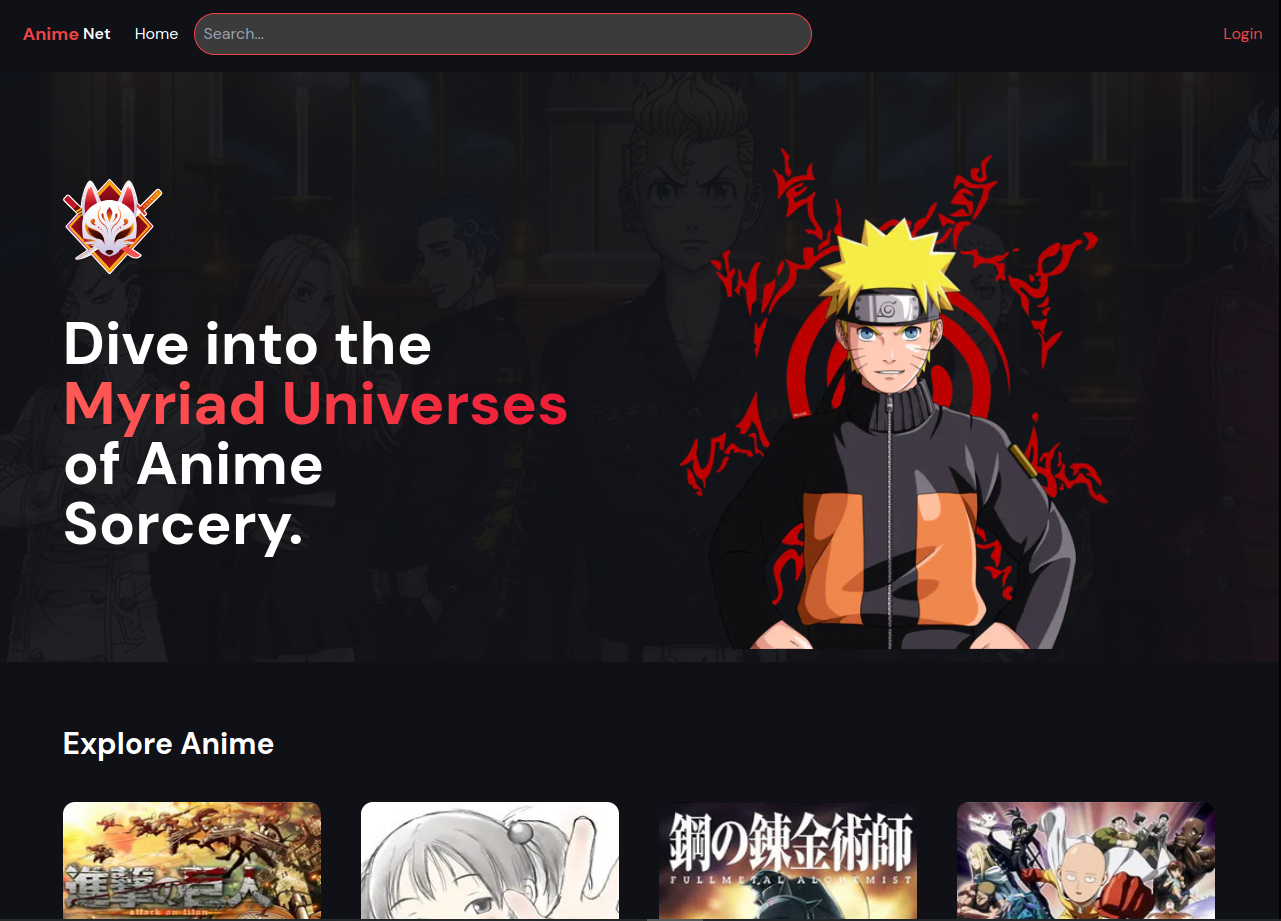 Anime Net Home Search... Login
Dive into the
Myriad Universes
of Anime
Sorcery.
Explore Anime
進撃の巨人
attack on titan
鋼の錬金術師
FULLMETAL ALCHEMIST